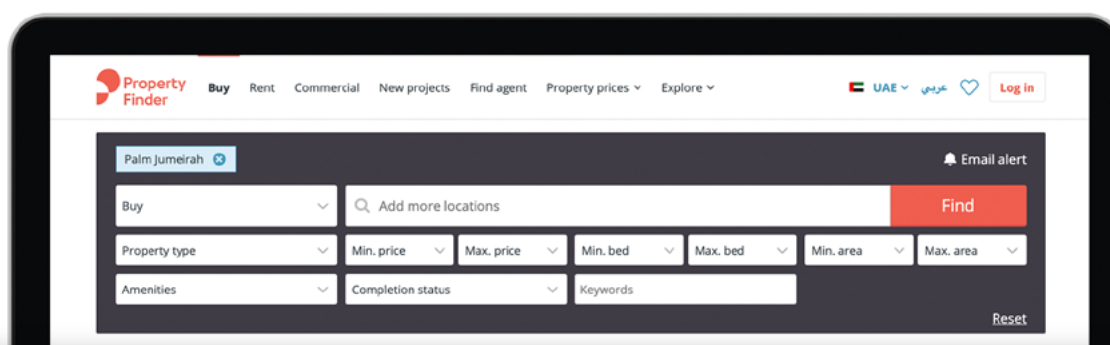 Property
Finder
Buy Rent Commercial New projects Find agent Property prices Explore UAE عربي Log in
Palm Jumeirah Email alert
Buy Add more locations Find
Property type Min. price Max. price Min. bed Max. bed Min. area Max. area
Amenities Completion status Keywords
Reset